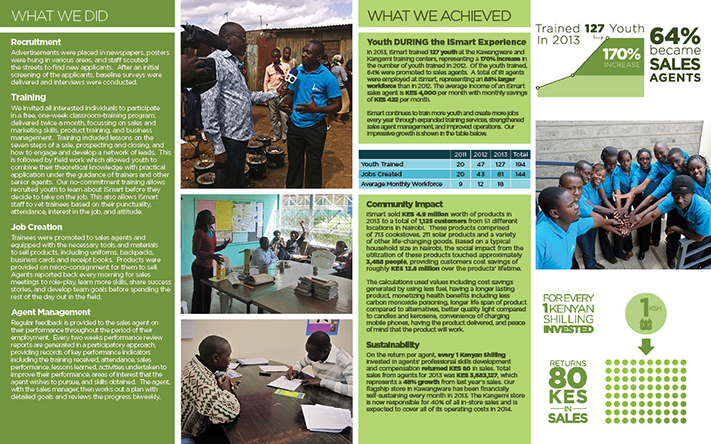 WHAT WE DID
Recruitment
Advertisements were placed in newspapers, posters
were hung in various areas, and staff scouted
the streets to find new applicants. After an initial
screening of the applicants, baseline surveys were
delivered and interviews were conducted.
Training
We invited all interested individuals to participate
in a free, one-week classroom-training program,
delivered twice a month, focusing on sales and
marketing skills, product training, and business
management. Training included lessons on the
seven steps of a sale, prospecting and closing, and
how to engage and develop a network of leads. This
is followed by field work which allowed youth to
combine their theoretical knowledge with practical
application under the guidance of trainers and other
senior agents. Our no-commitment training allows
recruited youth to learn about iSmart before they
decide to take on the job. This also allows iSmart
staff to vet trainees based on their punctuality,
attendance, interest in the job, and attitude.
Job Creation
Trainees were promoted to sales agents and
equipped with the necessary tools and materials
to sell products, including uniforms, backpacks,
business cards and receipt books. Products were
provided on micro-consignment for them to sell.
Agents reported back every morning for sales
meetings to role-play, learn more skills, share success
stories, and develop team goals before spending the
rest of the day out in the field.
Agent Management
Regular feedback is provided to the sales agent on
their performance throughout the period of their
employment. Every two weeks performance review
reports are generated in a participatory approach,
providing records of key performance indicators
including the training received, attendance, sales
performance, lessons learned, activities undertaken to
improve their performance, areas of interest that the
agent wishes to pursue, and skills obtained. The agent,
with the sales manager, then works out a plan with
detailed goals and reviews the progress biweekly.
WHAT WE ACHIEVED
Youth DURING the iSmart Experience
In 2013, iSmart trained 127 youth at the Kawangware and
Kangemi training centers, representing a 170% increase in
the number of youth trained in 2012. Of the youth trained,
64% were promoted to sales agents. A total of 81 agents
were employed at iSmart, representing an 88% larger
workforce than in 2012. The average income of an iSmart
sales agent is KES 4,000 per month with monthly savings
of KES 422 per month.
iSmart continues to train more youth and create more jobs
every year through expanded training services, strengthened
sales agent management, and improved operations. Our
impressive growth is shown in the table below.
2011 2012 2013 Total
Youth Trained 20 47 127 194
Jobs Created 20 43 81 144
Average Monthly Workforce 9 12 18
Community Impact
iSmart sold KES 4.9 million worth of products in
2013 to a total of 1,125 customers from 51 different
locations in Nairobi. These products comprised
of 713 cookstoves, 211 solar products and a variety
of other life-changing goods. Based on a typical
household size in Nairobi, the social impact from the
utilization of these products touched approximately
3,488 people, providing customers cost savings of
roughly KES 12.8 million over the products' lifetime.
The calculations used values including cost savings
generated by using less fuel, having a longer lasting
product, monetizing health benefits including less
carbon monoxide poisoning, longer life span of product
compared to alternatives, better quality light compared
to candles and kerosene, convenience of charging
mobile phones, having the product delivered, and peace
of mind that the product will work.
Sustainability
On the return per agent, every 1 Kenyan Shilling
invested in agents' professional skills development
and compensation returned KES 80 in sales. Total
sales from agents for 2013 was KES 3,683,127, which
represents a 48% growth from last year's sales. Our
flagship store in Kawangware has been financially
self-sustaining every month in 2013. The Kangemi store
is now responsible for 40% of all in-store sales and is
expected to cover all of its operating costs in 2014.
Trained 127 Youth
In 2013
170%
INCREASE
64%
became
SALES
AGENTS
FOR EVERY
1 KENYAN
SHILLING
INVESTED
1 KSH
RETURNS
80
KES
IN
SALES